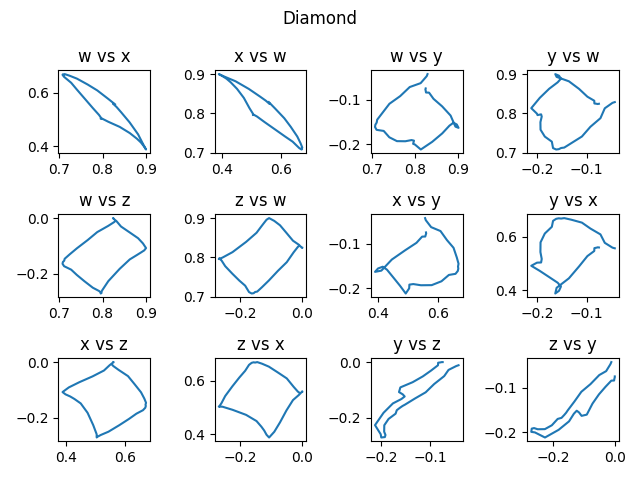 Diamond
w vs x
x vs w
w vs y
y vs w
0.6
0.4
0.7 0.8 0.9
0.9
0.8
0.7
0.4 0.6
−0.1
−0.2
0.7 0.8 0.9
0.9
0.8
0.7
−0.2 −0.1
w vs z
z vs w
x vs y
y vs x
0.0
−0.2
0.7 0.8 0.9
0.9
0.8
0.7
−0.2 0.0
−0.1
−0.2
0.4 0.6
0.6
0.4
−0.2 −0.1
x vs z
z vs x
y vs z
z vs y
0.0
−0.2
0.4 0.6
0.6
0.4
−0.2 0.0
0.0
−0.2
−0.2 −0.1
−0.1
−0.2
−0.2 0.0